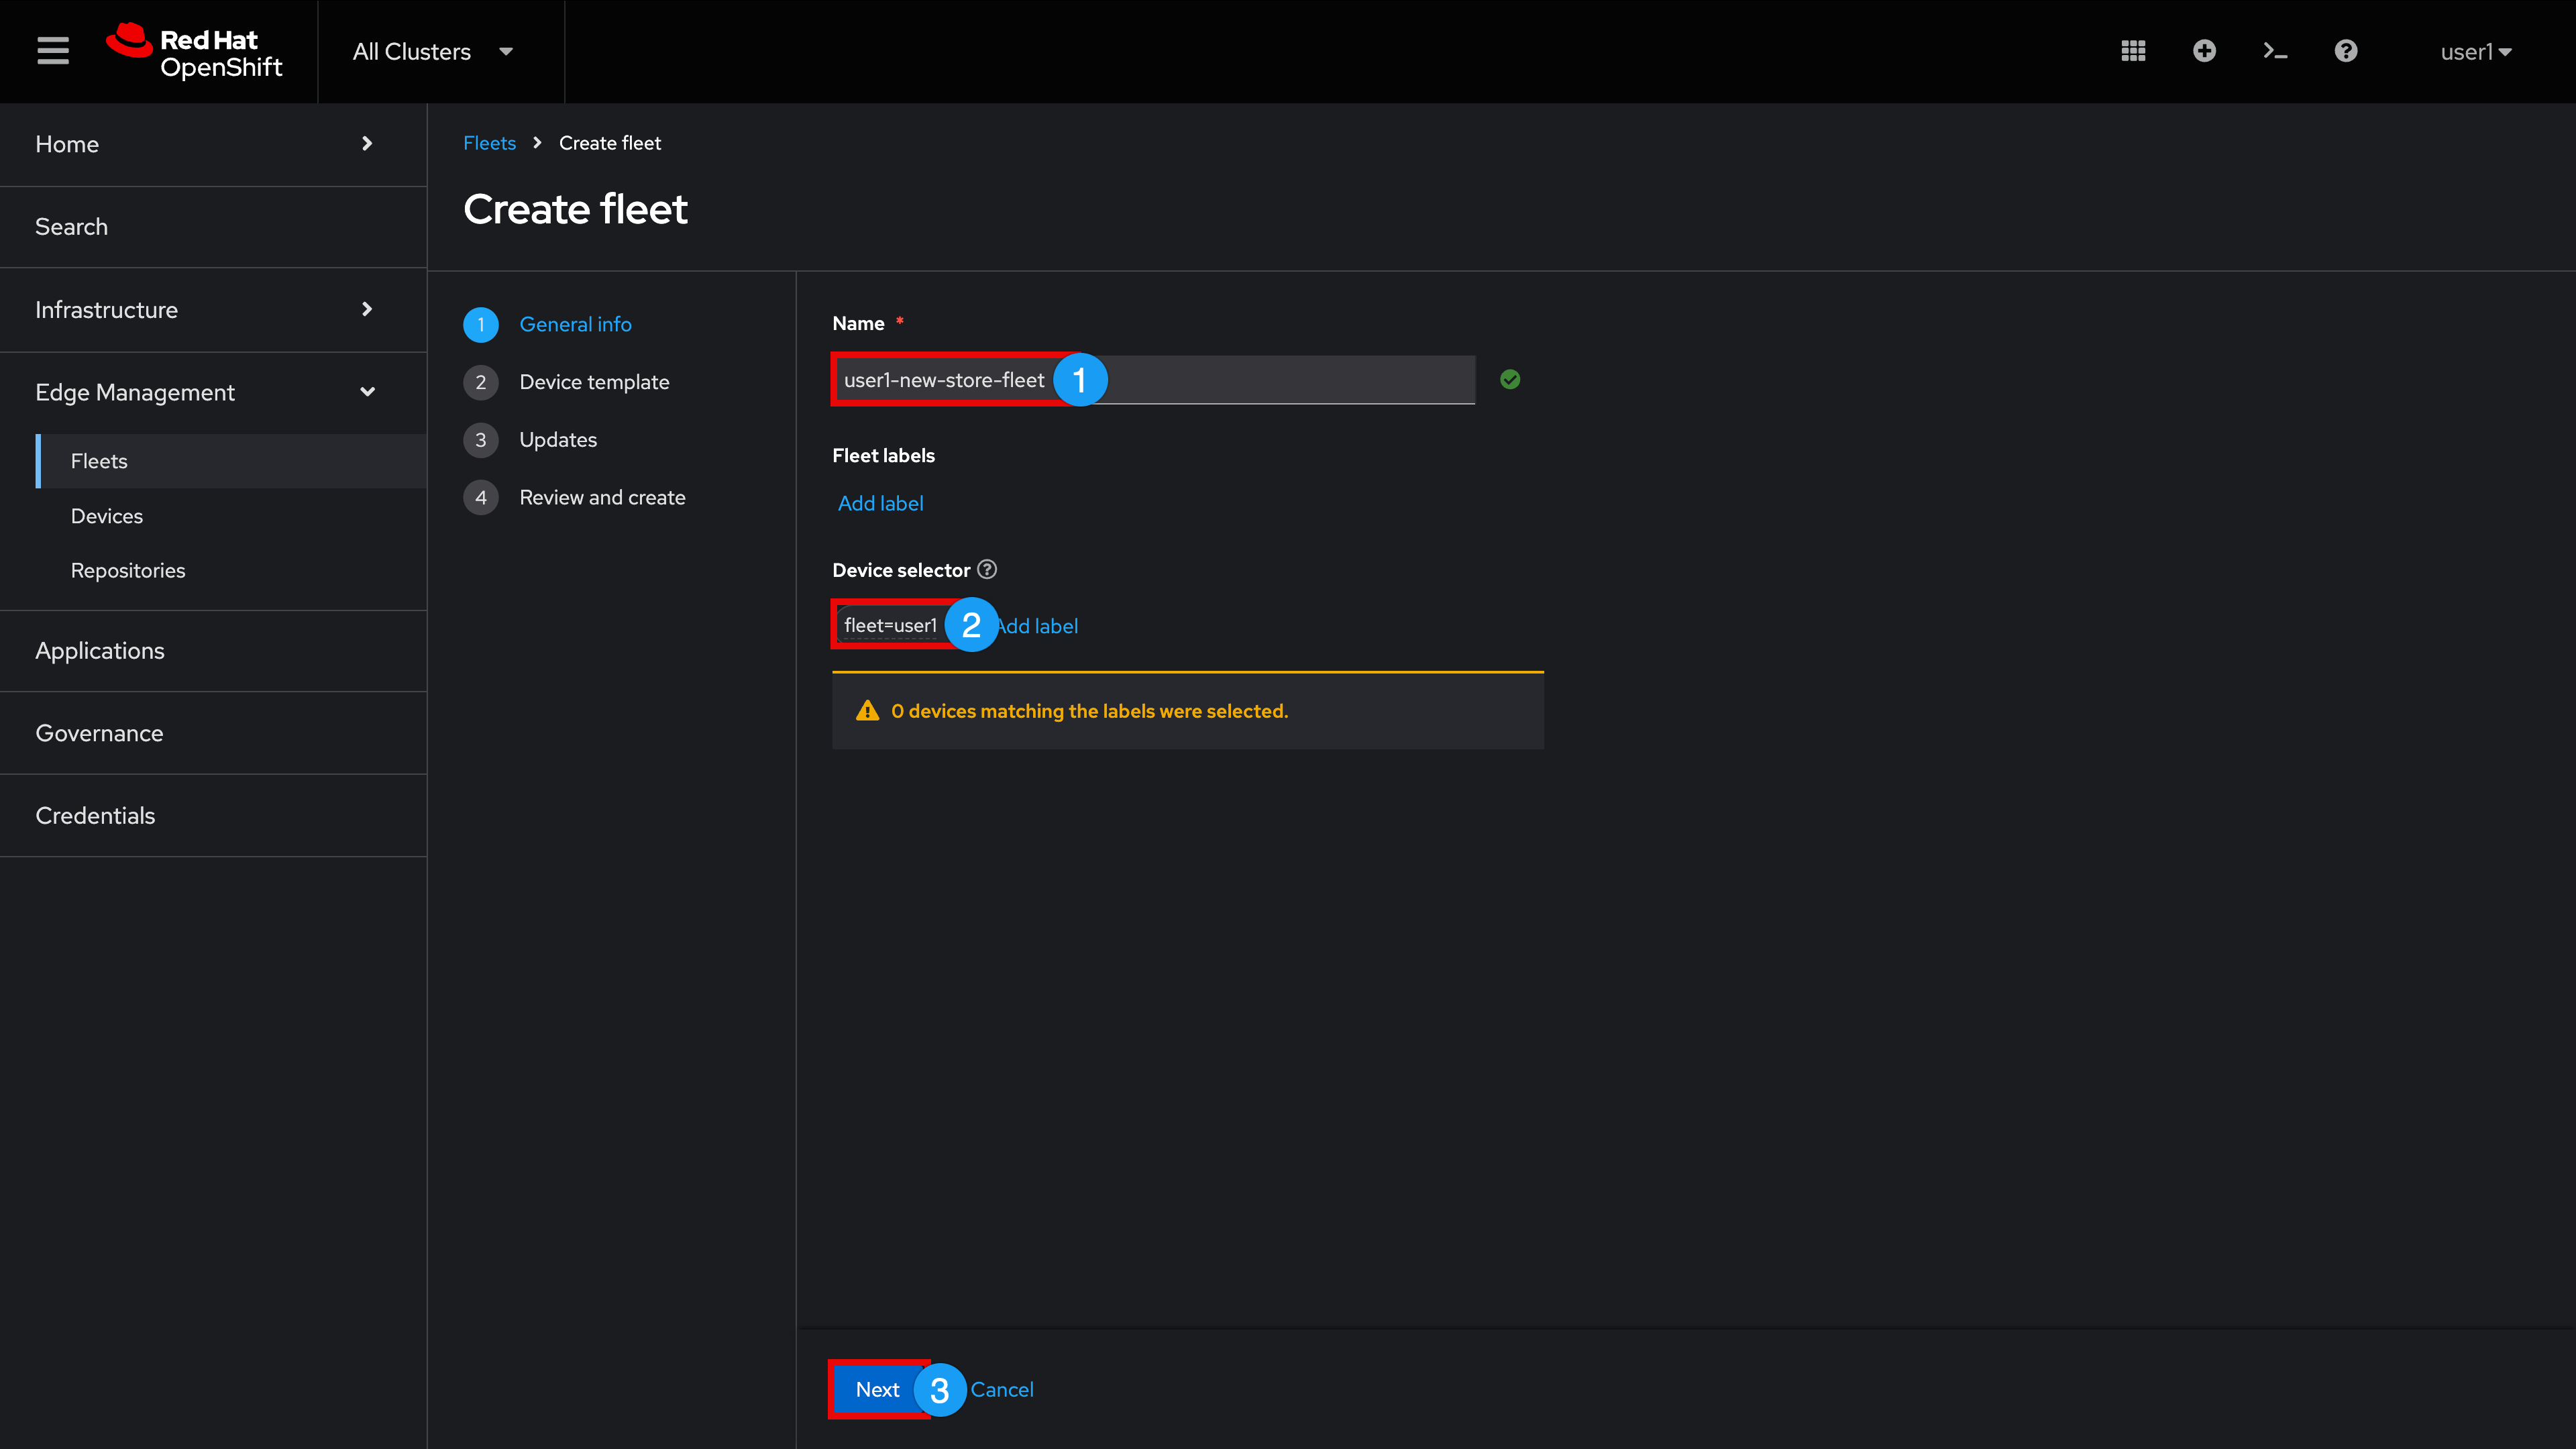 Red Hat
OpenShift
All Clusters
user1
Home
Search
Infrastructure
Edge Management
Fleets
Devices
Repositories
Applications
Governance
Credentials
Fleets > Create fleet
Create fleet
1 General info
2 Device template
3 Updates
4 Review and create
Name *
user1-new-store-fleet 1
Fleet labels
Add label
Device selector
fleet=user1 2 Add label
0 devices matching the labels were selected.
Next 3 Cancel